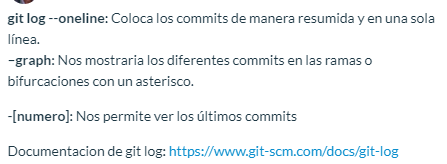 git log --oneline: Coloca los commits de manera resumida y en una sola
línea.
–graph: Nos mostraria los diferentes commits en las ramas o
bifurcaciones con un asterisco.
-[numero]: Nos permite ver los últimos commits
Documentacion de git log: https://www.git-scm.com/docs/git-log